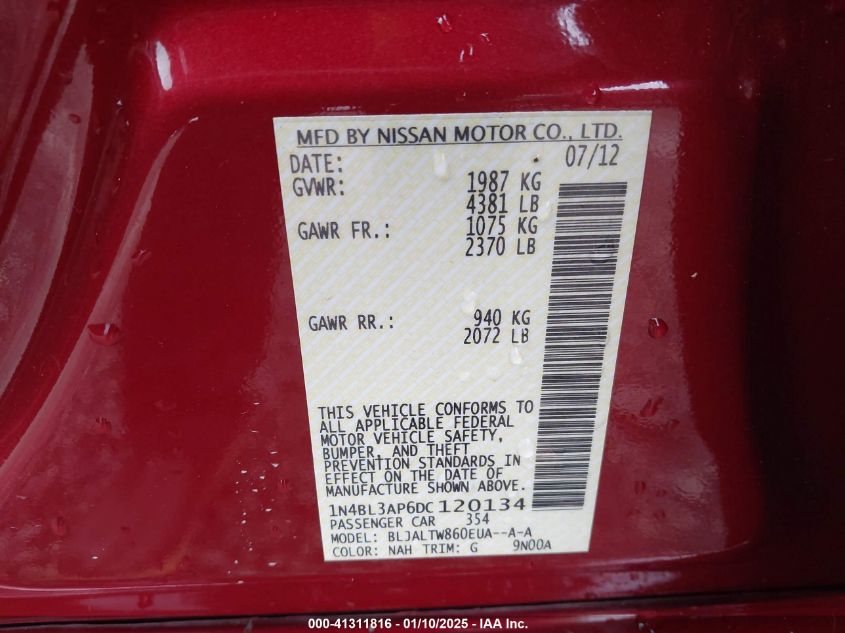 MFD BY NISSAN MOTOR CO., LTD.
DATE: 07/12
GVWR: 1987 KG
4381 LB
GAWR FR.: 1075 KG
2370 LB
GAWR RR.: 940 KG
2072 LB
THIS VEHICLE CONFORMS TO
ALL APPLICABLE FEDERAL
MOTOR VEHICLE SAFETY,
BUMPER, AND THEFT
PREVENTION STANDARDS IN
EFFECT ON THE DATE OF
MANUFACTURE SHOWN ABOVE.
1N4BL3AP6DC120134
PASSENGER CAR 354
MODEL: BLJALTW860EUA--A-A
COLOR: NAH TRIM: G 9N00A
000-41311816 - 01/10/2025 - IAA Inc.